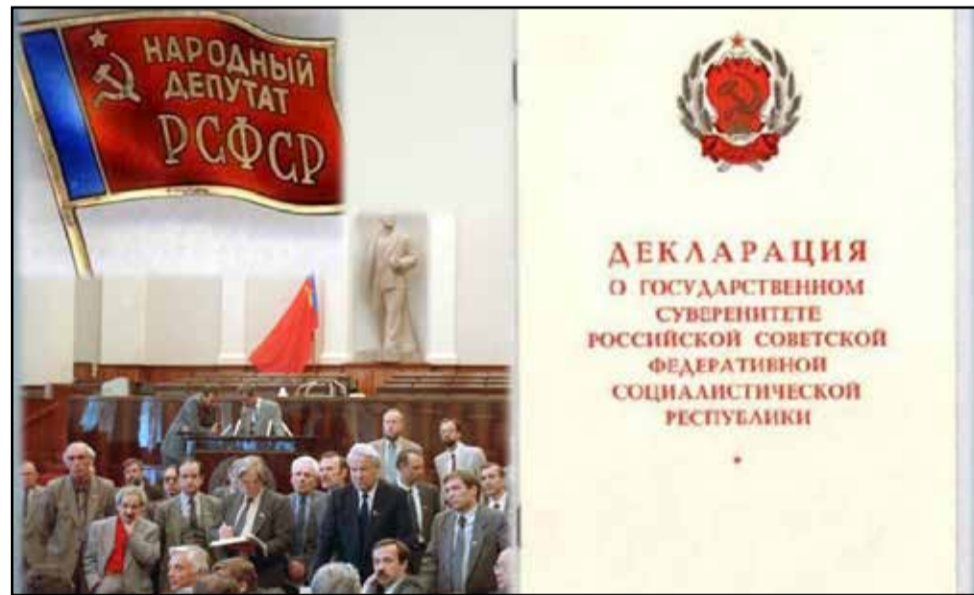 НАРОДНЫЙ
ДЕПУТАТ
РСФСР
ДЕКЛАРАЦИЯ
О ГОСУДАРСТВЕННОМ
СУВЕРЕНИТЕТЕ
РОССИЙСКОЙ СОВЕТСКОЙ
ФЕДЕРАТИВНОЙ
СОЦИАЛИСТИЧЕСКОЙ
РЕСПУБЛИКИ